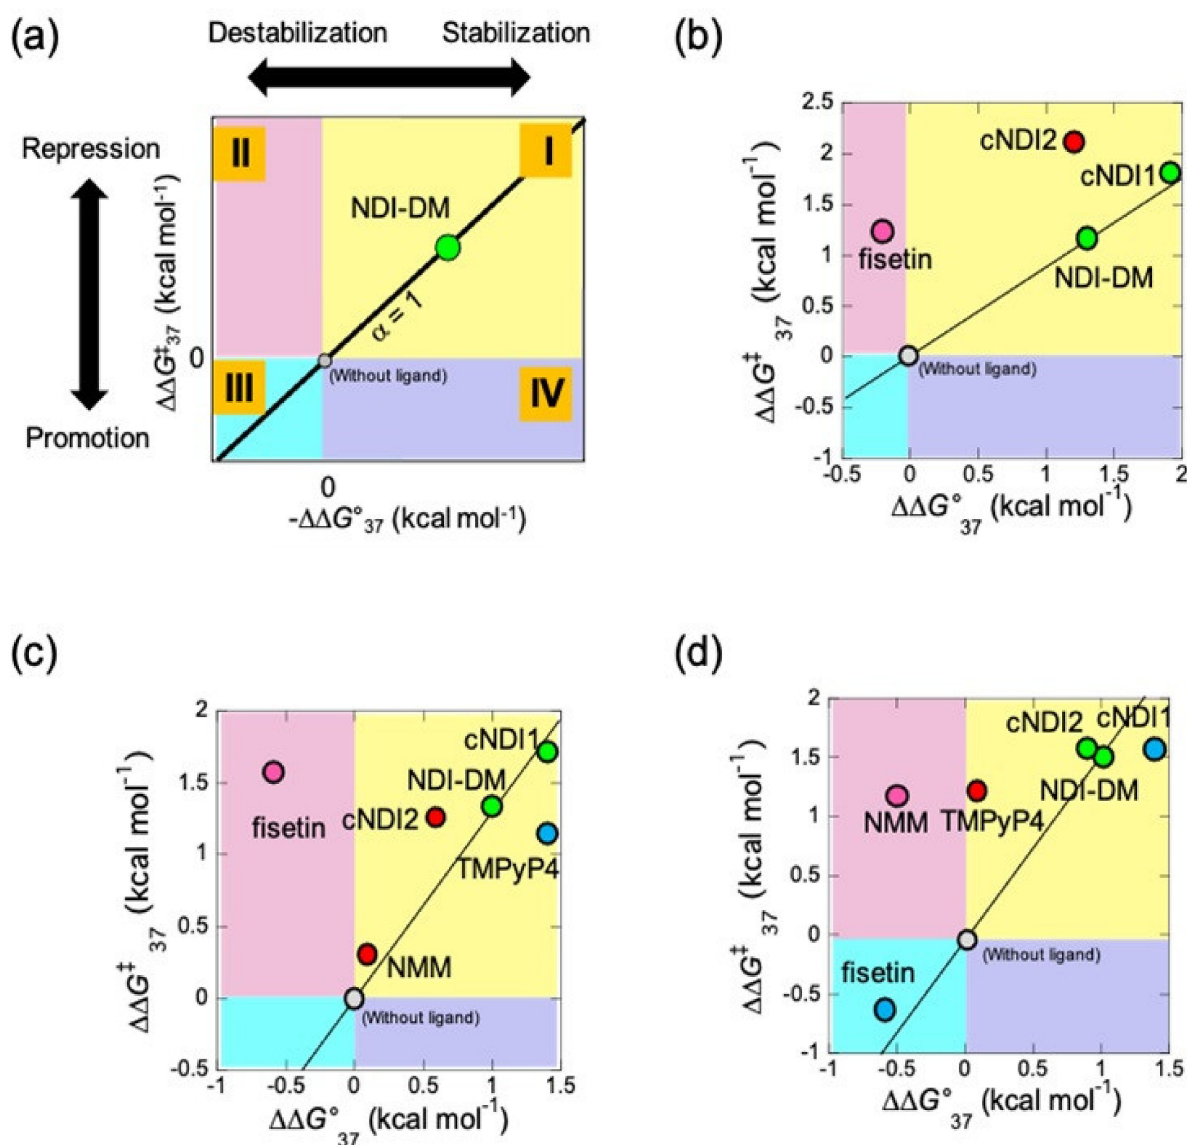 (a)
Destabilization
Stabilization
Repression
Promotion
ΔΔG‡37 (kcal mol-1)
II
I
NDI-DM
α = 1
0
(Without ligand)
III
IV
0
-ΔΔG°37 (kcal mol-1)
(b)
2.5
2
1.5
1
0.5
0
-0.5
-1
ΔΔG‡37 (kcal mol-1)
cNDI2
cNDI1
fisetin
NDI-DM
(Without ligand)
-0.5
0
0.5
1
1.5
2
ΔΔG°37 (kcal mol-1)
(c)
2
1.5
1
0.5
0
-0.5
ΔΔG‡37 (kcal mol-1)
cNDI1
NDI-DM
fisetin
cNDI2
TMPyP4
NMM
(Without ligand)
-1
-0.5
0
0.5
1
1.5
ΔΔG°37 (kcal mol-1)
(d)
2
1.5
1
0.5
0
-0.5
-1
ΔΔG‡37 (kcal mol-1)
cNDI2
cNDI1
NDI-DM
NMM
TMPyP4
(Without ligand)
fisetin
-1
-0.5
0
0.5
1
1.5
ΔΔG°37 (kcal mol-1)